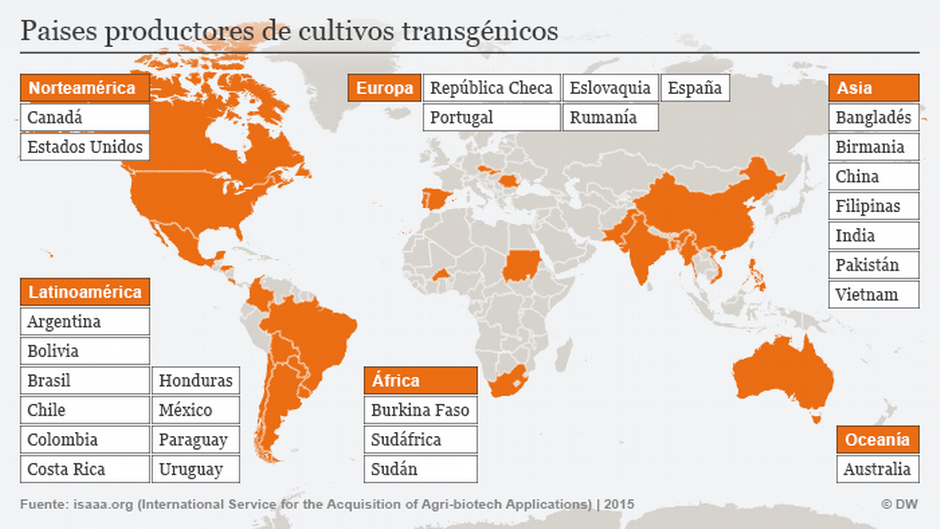 Paises productores de cultivos transgénicos
Norteamérica
Canadá
Estados Unidos
Europa República Checa Eslovaquia España
Portugal Rumanía
Asia
Bangladés
Birmania
China
Filipinas
India
Pakistán
Vietnam
Latinoamérica
Argentina
Bolivia
Brasil Honduras
Chile México
Colombia Paraguay
Costa Rica Uruguay
África
Burkina Faso
Sudáfrica
Sudán
Oceanía
Australia
Fuente: isaaa.org (International Service for the Acquisition of Agri-biotech Applications) | 2015 © DW